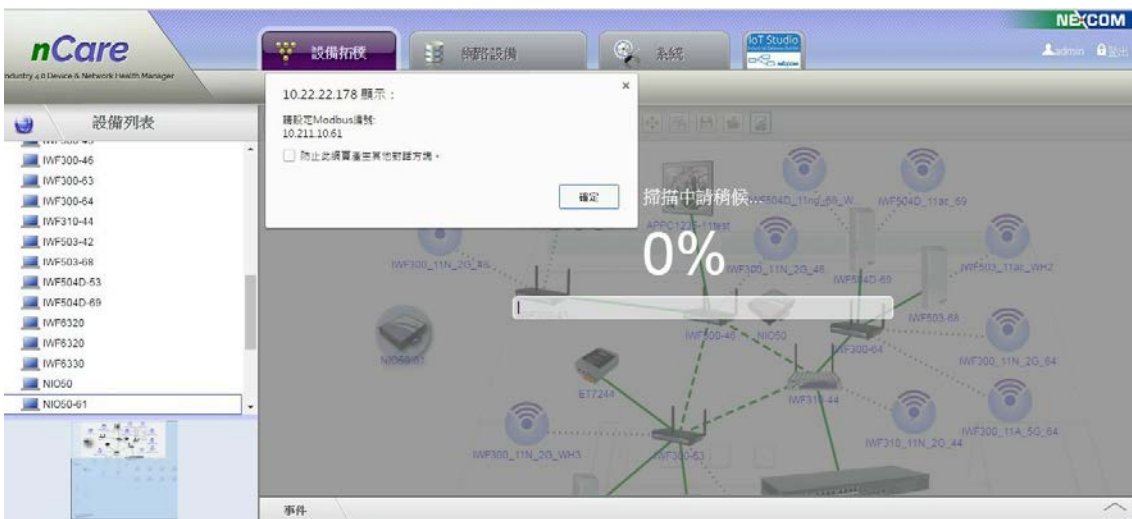 NEXCOM
nCare
Industry 4.0 Device & Network Health Manager
設備拓樸
網路設備
系統
IoT Studio
admin
登出
設備列表
IWF300-46
IWF300-63
IWF300-64
IWF310-44
IWF503-42
IWF503-68
IWF504D-53
IWF504D-69
IWF6320
IWF6320
IWF6330
NIO50
NIO50-61
10.22.22.178 顯示：
請設定Modbus編號:
10.211.10.61
防止此網頁產生其他對話方塊。
確定
掃描中請稍候...
0%
IWF504D_11ac_69
IWF300_11N_2G_46
IWF504D-69
IWF503_11ac_WH2
IWF503-68
IWF300-46
NIO50
IWF300-64
IWF300_11N_2G_64
NIO50-61
ET7244
IWF310-44
IWF300_11A_5G_64
IWF310_11N_2G_44
IWF300_11N_2G_WH3
IWF300-63
事件